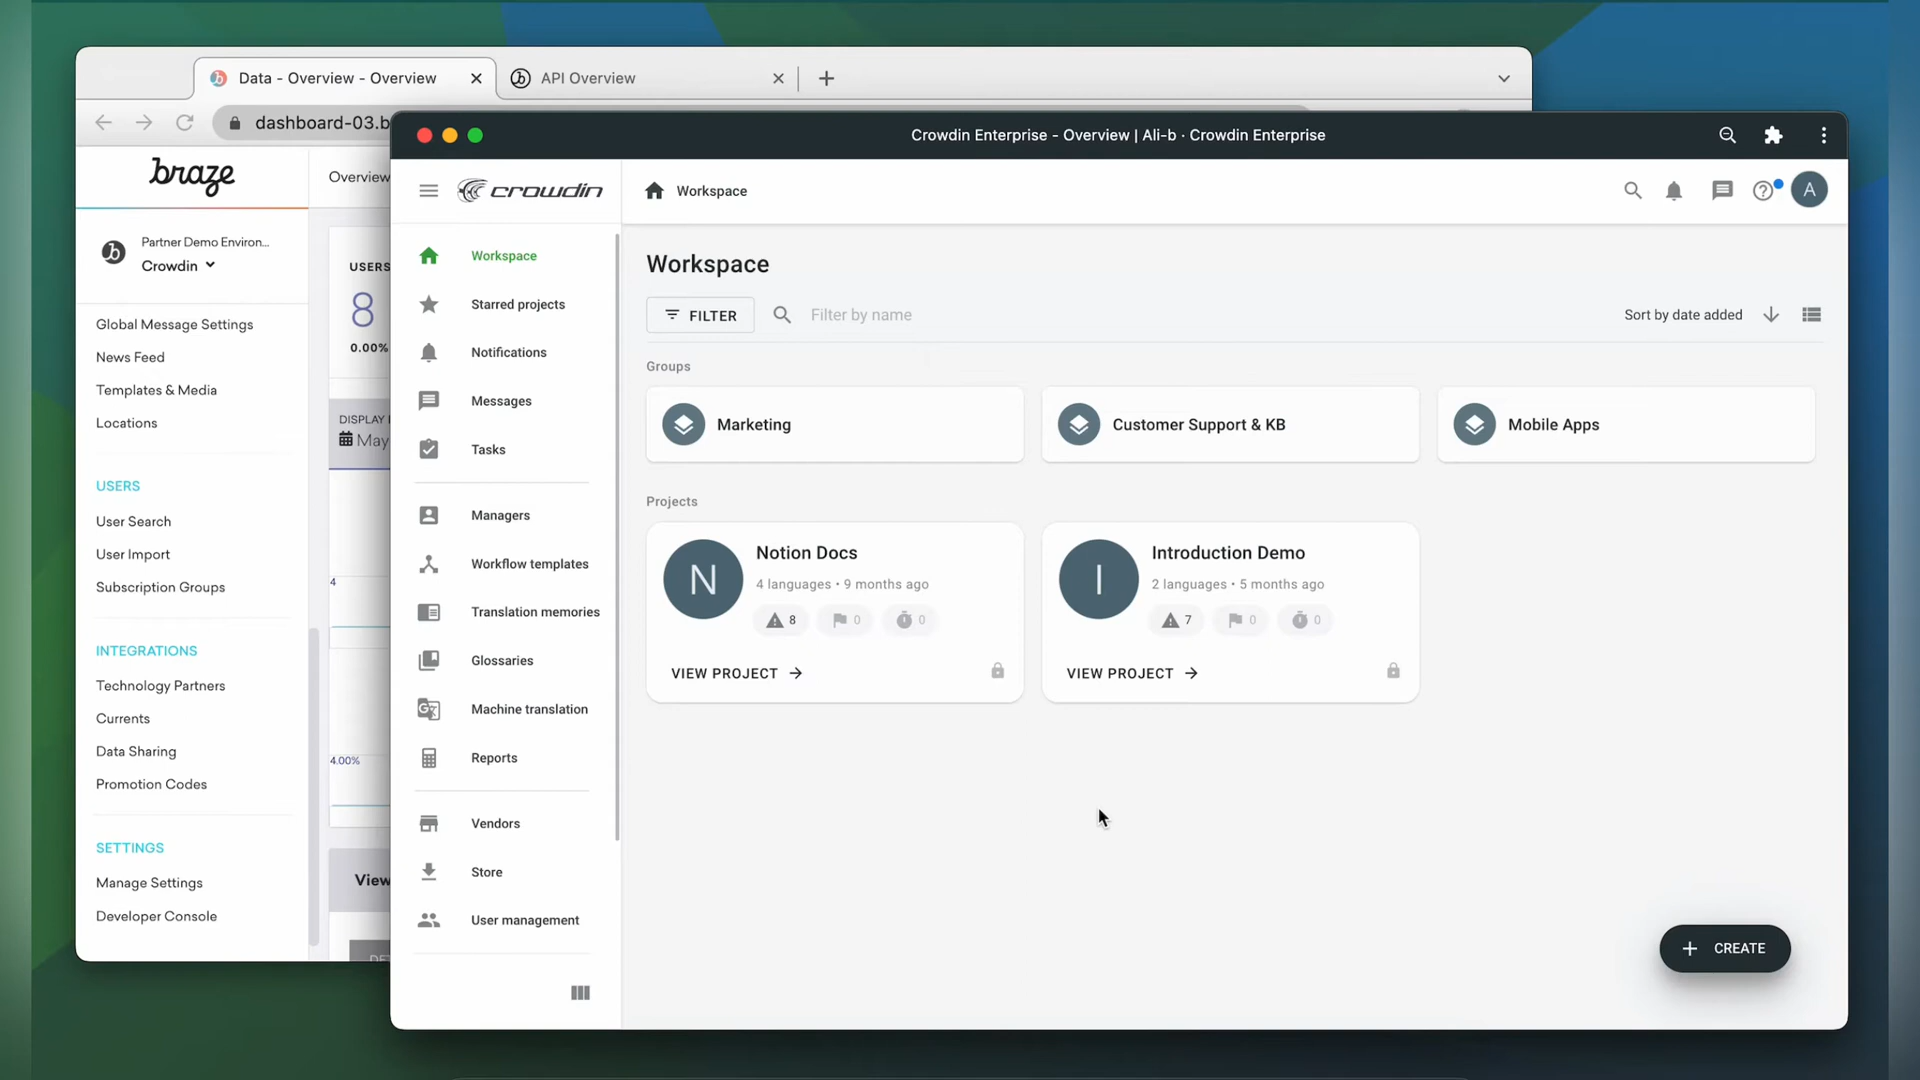 Data - Overview - Overview
API Overview
dashboard-03.b
braze
Overview
Partner Demo Environ...
Crowdin
Global Message Settings
News Feed
Templates & Media
Locations
USERS
User Search
User Import
Subscription Groups
INTEGRATIONS
Technology Partners
Currents
Data Sharing
Promotion Codes
SETTINGS
Manage Settings
Developer Console
USERS
8
0.00%
DISPLAY
May
4
4.00%
View
Crowdin Enterprise - Overview | Ali-b · Crowdin Enterprise
crowdin
Workspace
A
Workspace
Starred projects
Notifications
Messages
Tasks
Managers
Workflow templates
Translation memories
Glossaries
Machine translation
Reports
Vendors
Store
User management
Workspace
FILTER
Filter by name
Sort by date added
Groups
Marketing
Customer Support & KB
Mobile Apps
Projects
N
Notion Docs
4 languages • 9 months ago
8 0 0
VIEW PROJECT
I
Introduction Demo
2 languages • 5 months ago
7 0 0
VIEW PROJECT
CREATE